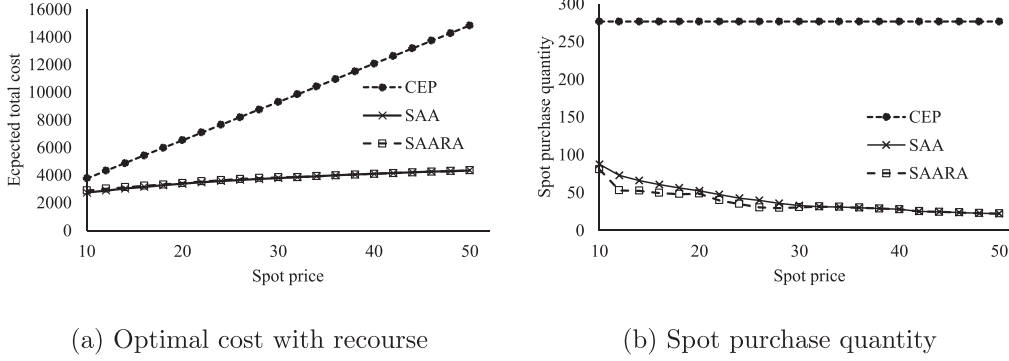 16000
14000
12000
10000
8000
6000
4000
2000
0
Ecpected total cost
10
20
30
40
50
Spot price
CEP
SAA
SAARA
(a) Optimal cost with recourse
300
250
200
150
100
50
0
Spot purchase quantity
10
20
30
40
50
Spot price
CEP
SAA
SAARA
(b) Spot purchase quantity